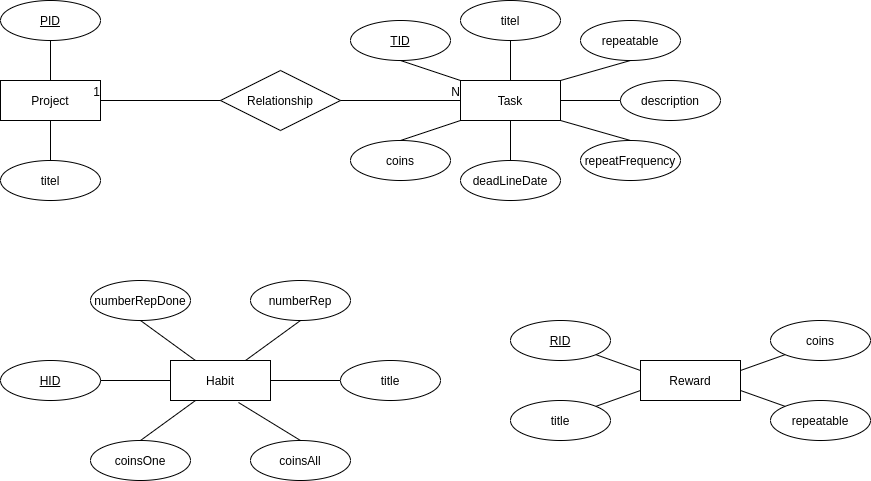 PID
titel
TID
repeatable
Project
1
Relationship
N
Task
description
titel
coins
deadLineDate
repeatFrequency
numberRepDone
numberRep
HID
Habit
title
coinsOne
coinsAll
RID
coins
Reward
title
repeatable